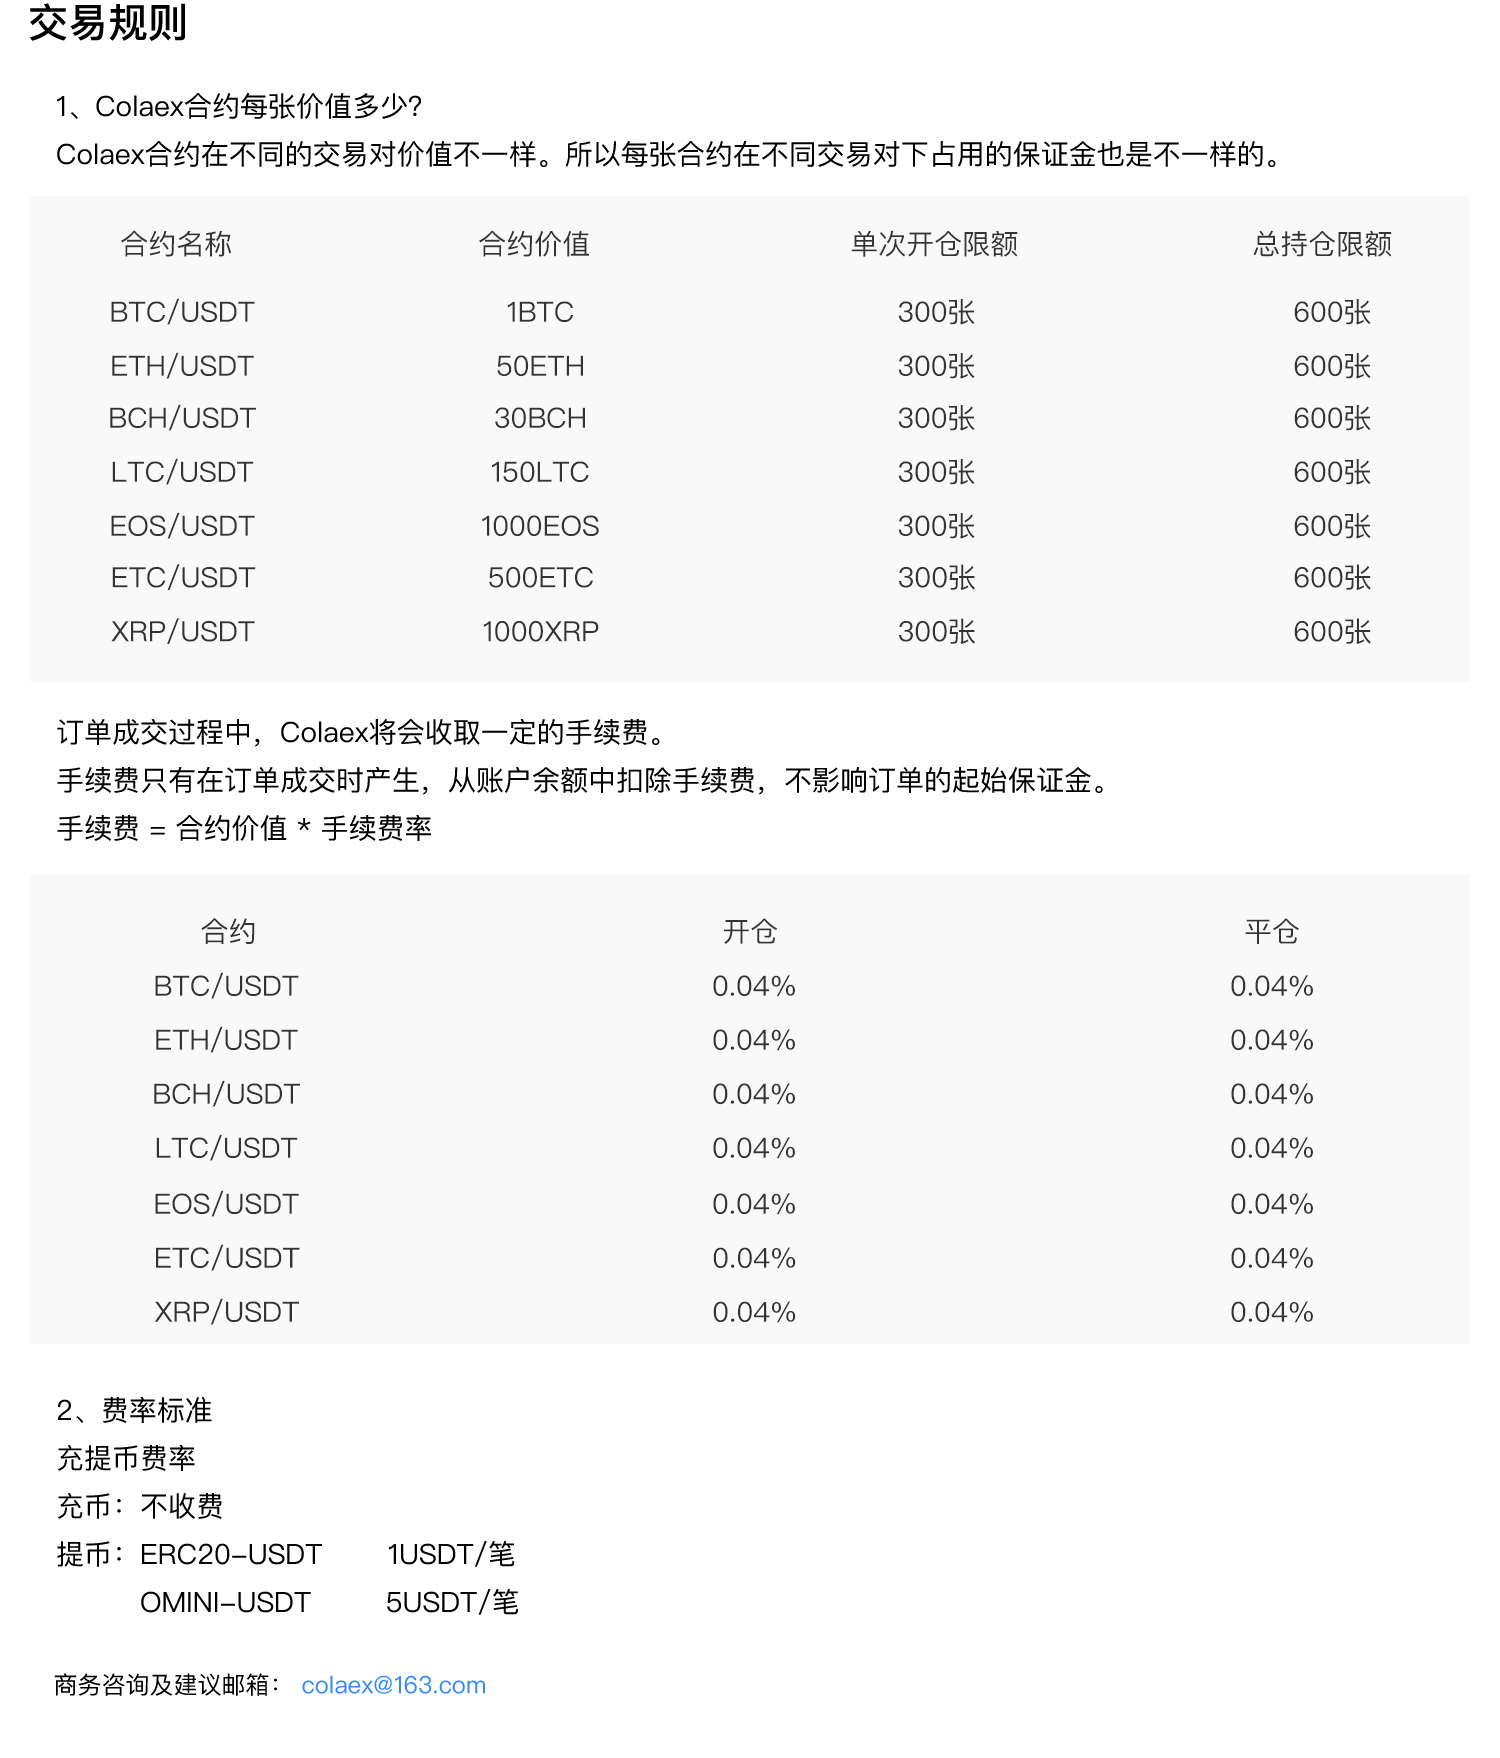 交易规则
1、Colaex合约每张价值多少?
Colaex合约在不同的交易对价值不一样。所以每张合约在不同交易对下占用的保证金也是不一样的。
合约名称 合约价值 单次开仓限额 总持仓限额
BTC/USDT 1BTC 300张 600张
ETH/USDT 50ETH 300张 600张
BCH/USDT 30BCH 300张 600张
LTC/USDT 150LTC 300张 600张
EOS/USDT 1000EOS 300张 600张
ETC/USDT 500ETC 300张 600张
XRP/USDT 1000XRP 300张 600张
订单成交过程中，Colaex将会收取一定的手续费。
手续费只有在订单成交时产生，从账户余额中扣除手续费，不影响订单的起始保证金。
手续费 = 合约价值 * 手续费率
合约 开仓 平仓
BTC/USDT 0.04% 0.04%
ETH/USDT 0.04% 0.04%
BCH/USDT 0.04% 0.04%
LTC/USDT 0.04% 0.04%
EOS/USDT 0.04% 0.04%
ETC/USDT 0.04% 0.04%
XRP/USDT 0.04% 0.04%
2、费率标准
充提币费率
充币：不收费
提币：ERC20-USDT 1USDT/笔
OMINI-USDT 5USDT/笔
商务咨询及建议邮箱： colaex@163.com